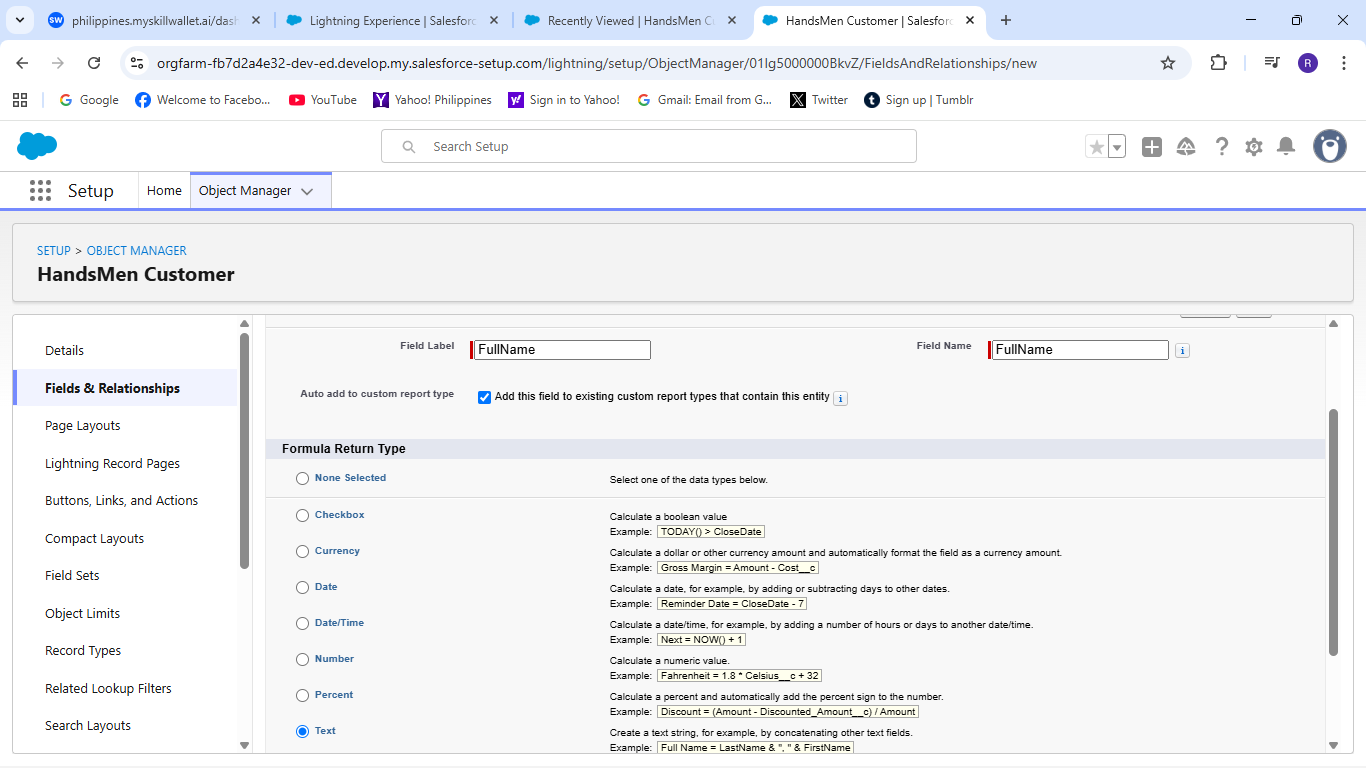 philippines.myskillwallet.ai/dash
Lightning Experience | Salesforc
Recently Viewed | HandsMen C
HandsMen Customer | Salesforc
orgfarm-fb7d2a4e32-dev-ed.develop.my.salesforce-setup.com/lightning/setup/ObjectManager/01Ig5000000BkvZ/FieldsAndRelationships/new
R
Google
Welcome to Facebo...
YouTube
Yahoo! Philippines
Sign in to Yahoo!
Gmail: Email from G...
Twitter
Sign up | Tumblr
Search Setup
Setup
Home
Object Manager
SETUP > OBJECT MANAGER
HandsMen Customer
Details
Fields & Relationships
Page Layouts
Lightning Record Pages
Buttons, Links, and Actions
Compact Layouts
Field Sets
Object Limits
Record Types
Related Lookup Filters
Search Layouts
Field Label FullName
Field Name FullName i
Auto add to custom report type
Add this field to existing custom report types that contain this entity i
Formula Return Type
None Selected
Select one of the data types below.
Checkbox
Calculate a boolean value
Example: TODAY() > CloseDate
Currency
Calculate a dollar or other currency amount and automatically format the field as a currency amount.
Example: Gross Margin = Amount - Cost__c
Date
Calculate a date, for example, by adding or subtracting days to other dates.
Example: Reminder Date = CloseDate - 7
Date/Time
Calculate a date/time, for example, by adding a number of hours or days to another date/time.
Example: Next = NOW() + 1
Number
Calculate a numeric value.
Example: Fahrenheit = 1.8 * Celsius__c + 32
Percent
Calculate a percent and automatically add the percent sign to the number.
Example: Discount = (Amount - Discounted_Amount__c) / Amount
Text
Create a text string, for example, by concatenating other text fields.
Example: Full Name = LastName & ", " & FirstName